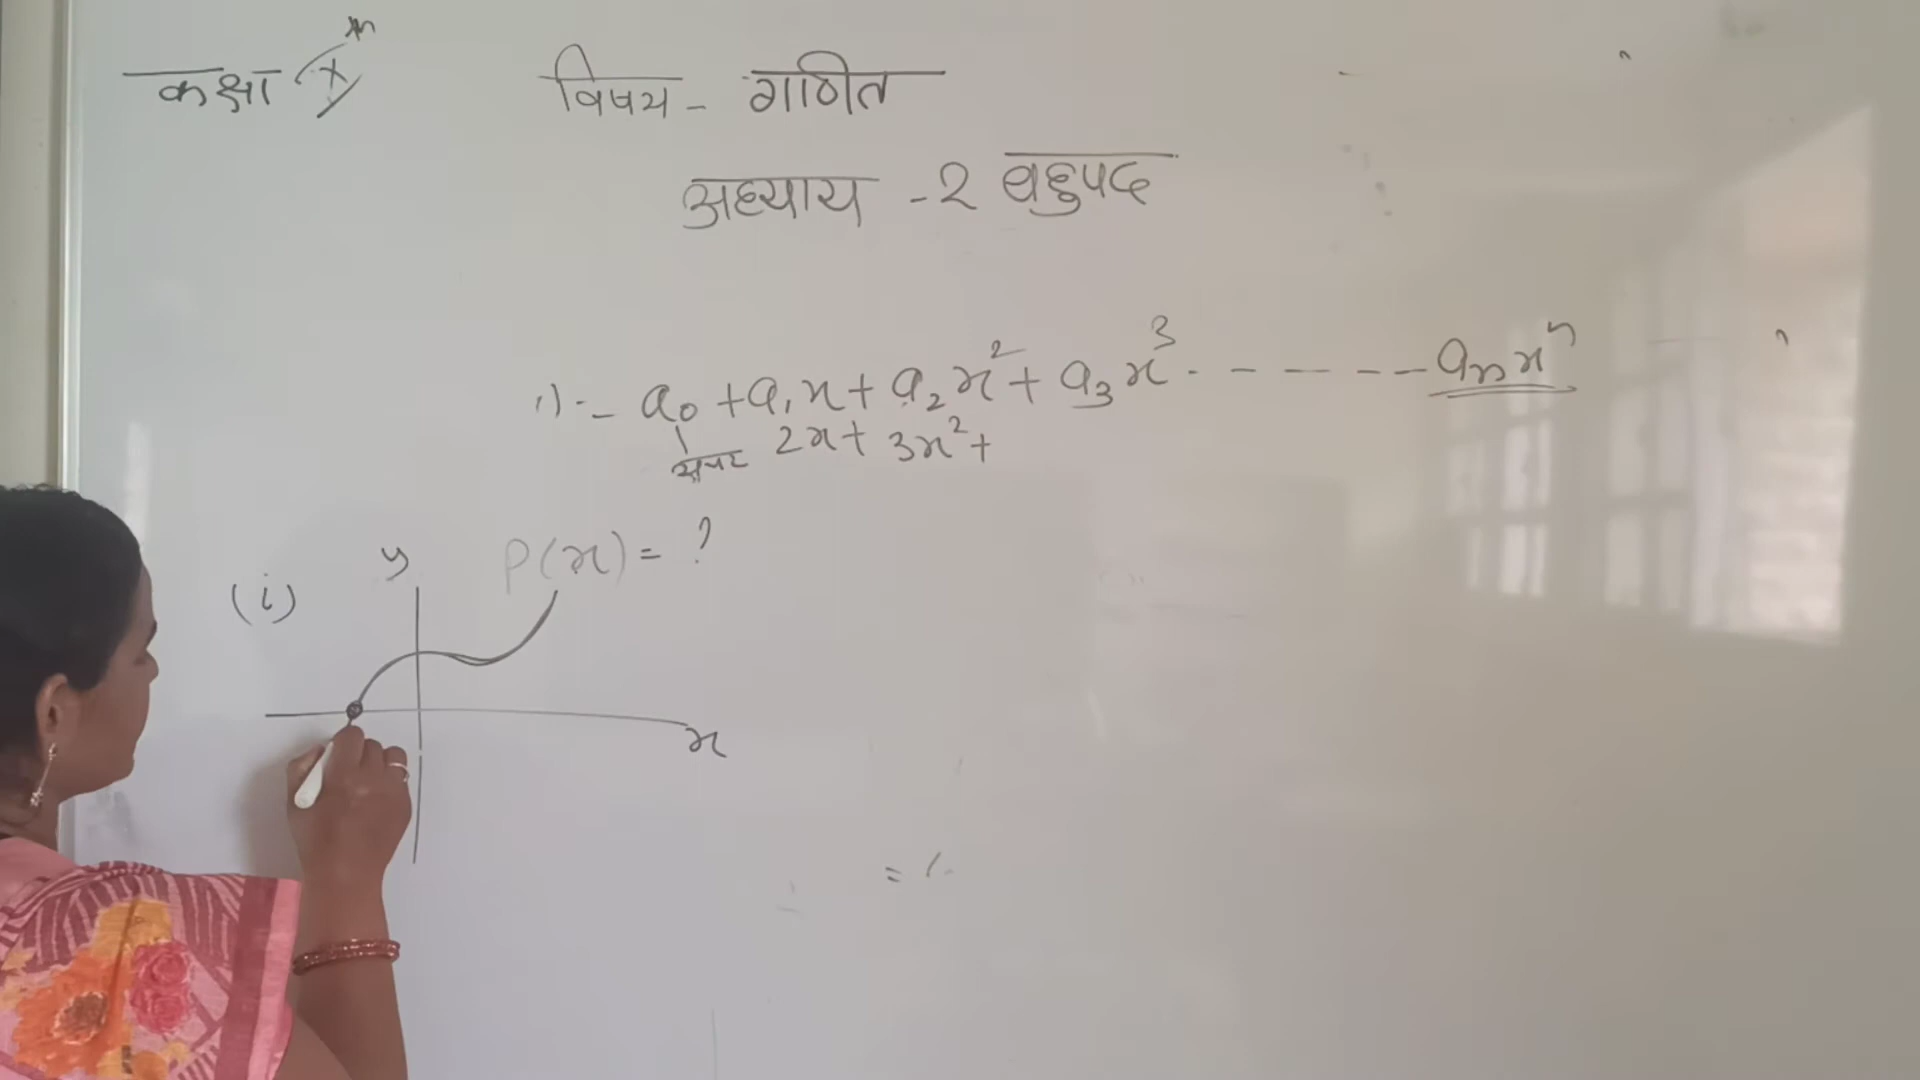 कक्षा X विषय - गणित
अध्याय - 2 बहुपद
1) - a₀ + a₁x + a₂x² + a₃x³ - - - - - - aₙxⁿ
अचर 2x + 3x² +
(i) y P(x) = ?
x